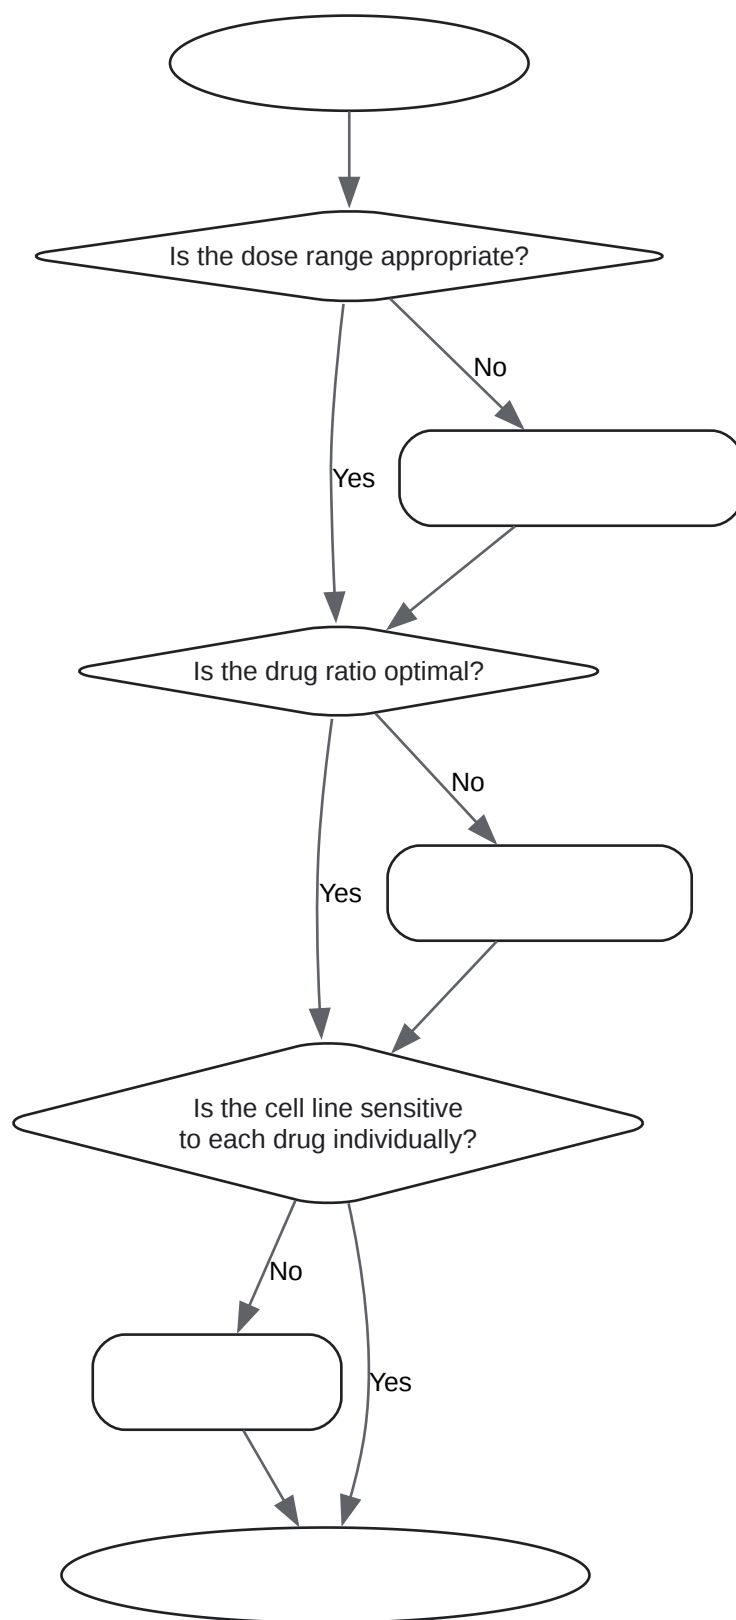 Is the dose range appropriate?
No
Yes
Is the drug ratio optimal?
No
Yes
Is the cell line sensitive
to each drug individually?
No
Yes